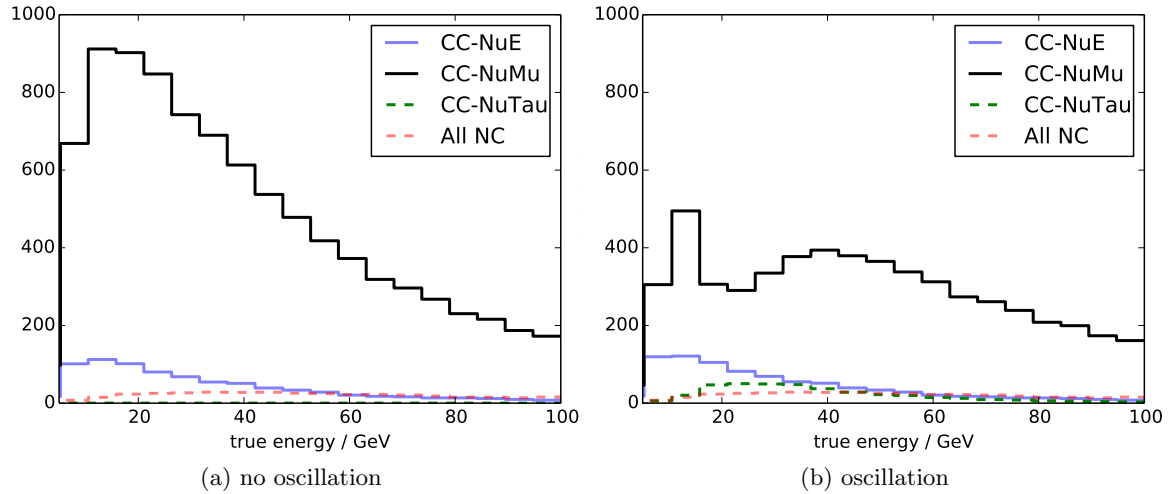 1000
800
600
400
200
0
20
40
60
80
100
true energy / GeV
CC-NuE
CC-NuMu
CC-NuTau
All NC
(a) no oscillation
1000
800
600
400
200
0
20
40
60
80
100
true energy / GeV
CC-NuE
CC-NuMu
CC-NuTau
All NC
(b) oscillation